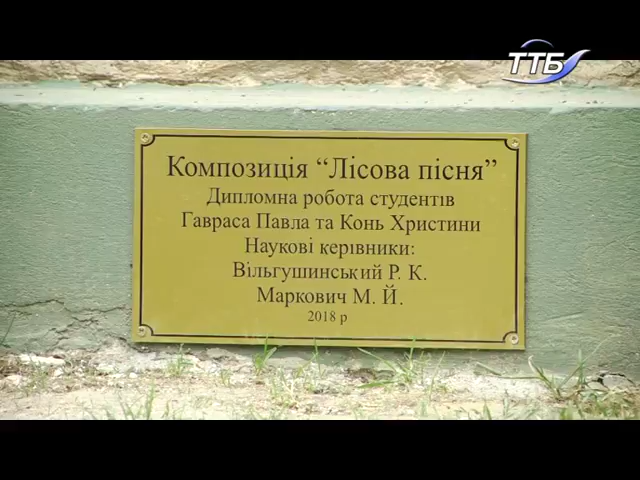 ТТБ
Композиція “Лісова пісня”
Дипломна робота студентів
Гавраса Павла та Конь Христини
Наукові керівники:
Вільгушинський Р. К.
Маркович М. Й.
2018 р